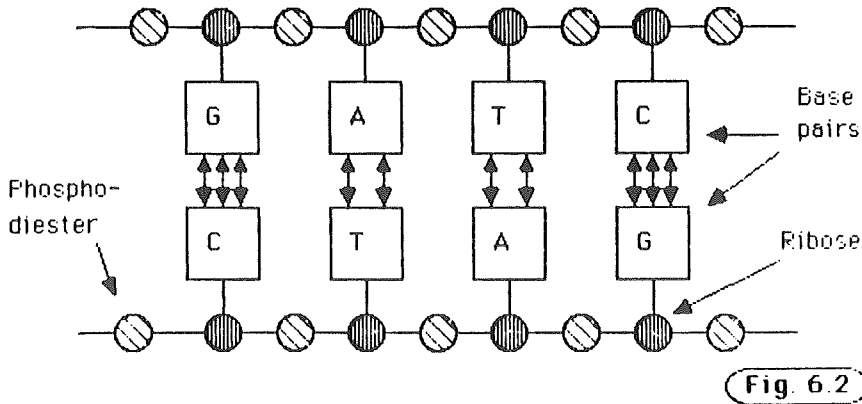 G A T C
Base
pairs
Phospho-
diester
C T A G
Ribose
Fig. 6.2